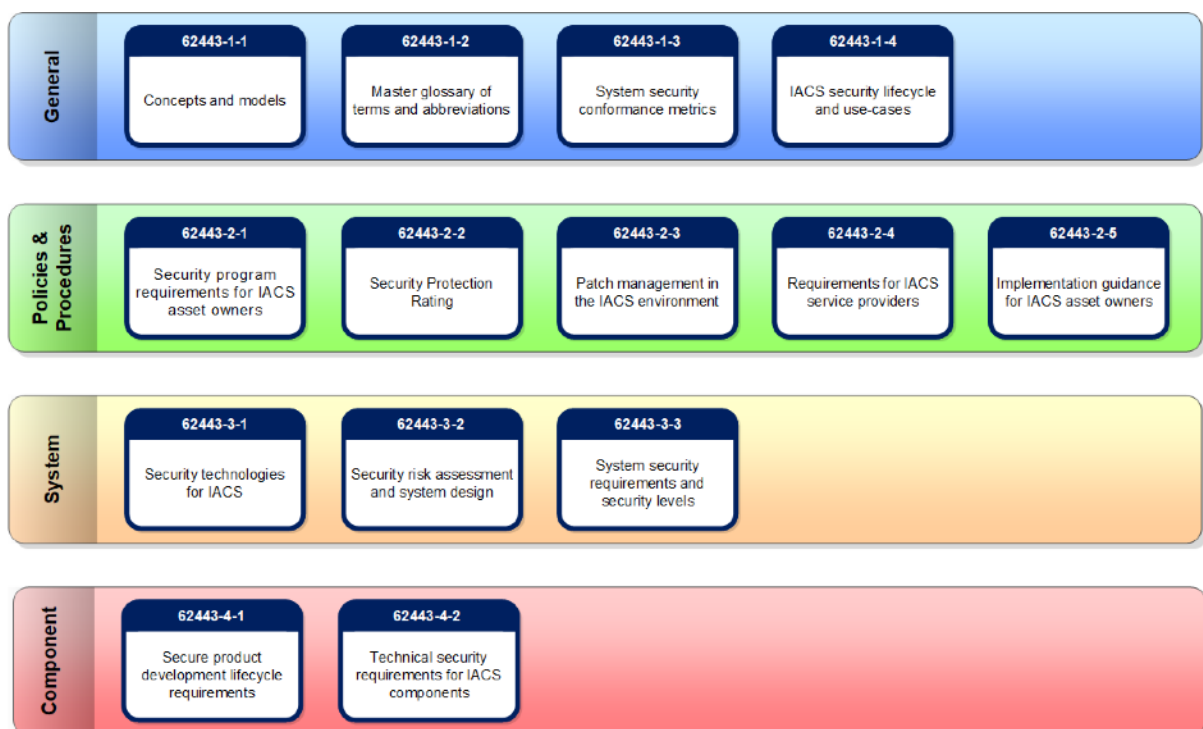 General
62443-1-1
Concepts and models
62443-1-2
Master glossary of
terms and abbreviations
62443-1-3
System security
conformance metrics
62443-1-4
IACS security lifecycle
and use-cases
Policies &
Procedures
62443-2-1
Security program
requirements for IACS
asset owners
62443-2-2
Security Protection
Rating
62443-2-3
Patch management in
the IACS environment
62443-2-4
Requirements for IACS
service providers
62443-2-5
Implementation guidance
for IACS asset owners
System
62443-3-1
Security technologies
for IACS
62443-3-2
Security risk assessment
and system design
62443-3-3
System security
requirements and
security levels
Component
62443-4-1
Secure product
development lifecycle
requirements
62443-4-2
Technical security
requirements for IACS
components